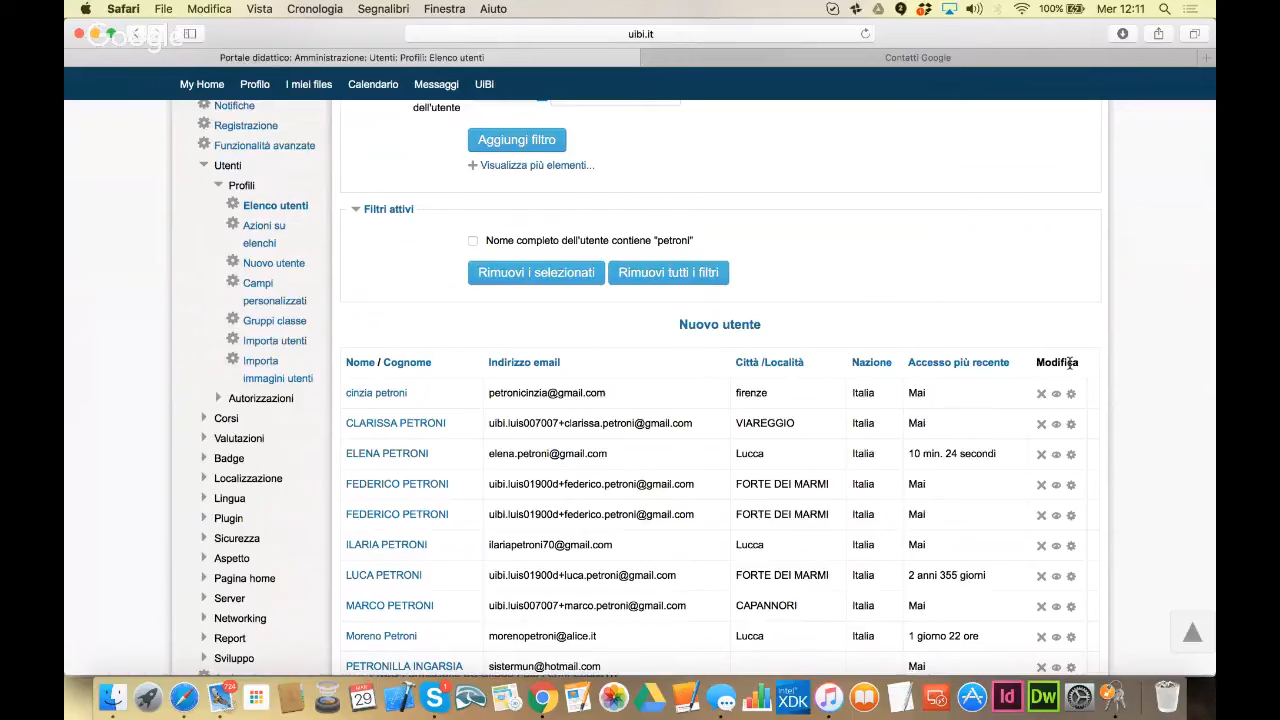 Safari File Modifica Vista Cronologia Segnalibri Finestra Aiuto 100% Mer 12:11
Google
uibi.it
Portale didattico: Amministrazione: Utenti: Profili: Elenco utenti Contatti Google
My Home Profilo I miei files Calendario Messaggi UiBi
Notifiche
Registrazione
Funzionalità avanzate
Utenti
Profili
Elenco utenti
Azioni su
elenchi
Nuovo utente
Campi
personalizzati
Gruppi classe
Importa utenti
Importa
immagini utenti
Autorizzazioni
Corsi
Valutazioni
Badge
Localizzazione
Lingua
Plugin
Sicurezza
Aspetto
Pagina home
Server
Networking
Report
Sviluppo
dell'utente
Aggiungi filtro
Visualizza più elementi...
Filtri attivi
Nome completo dell'utente contiene "petroni"
Rimuovi i selezionati Rimuovi tutti i filtri
Nuovo utente
Nome / Cognome Indirizzo email Città /Località Nazione Accesso più recente Modifica
cinzia petroni petronicinzia@gmail.com firenze Italia Mai
CLARISSA PETRONI uibi.luis007007+clarissa.petroni@gmail.com VIAREGGIO Italia Mai
ELENA PETRONI elena.petroni@gmail.com Lucca Italia 10 min. 24 secondi
FEDERICO PETRONI uibi.luis01900d+federico.petroni@gmail.com FORTE DEI MARMI Italia Mai
FEDERICO PETRONI uibi.luis01900d+federico.petroni@gmail.com FORTE DEI MARMI Italia Mai
ILARIA PETRONI ilariapetroni70@gmail.com Lucca Italia Mai
LUCA PETRONI uibi.luis01900d+luca.petroni@gmail.com FORTE DEI MARMI Italia 2 anni 355 giorni
MARCO PETRONI uibi.luis007007+marco.petroni@gmail.com CAPANNORI Italia Mai
Moreno Petroni morenopetroni@alice.it Lucca Italia 1 giorno 22 ore
PETRONILLA INGARSIA sistermun@hotmail.com Mai
724
MAG
29
1
intel
XDK
Id
Dw